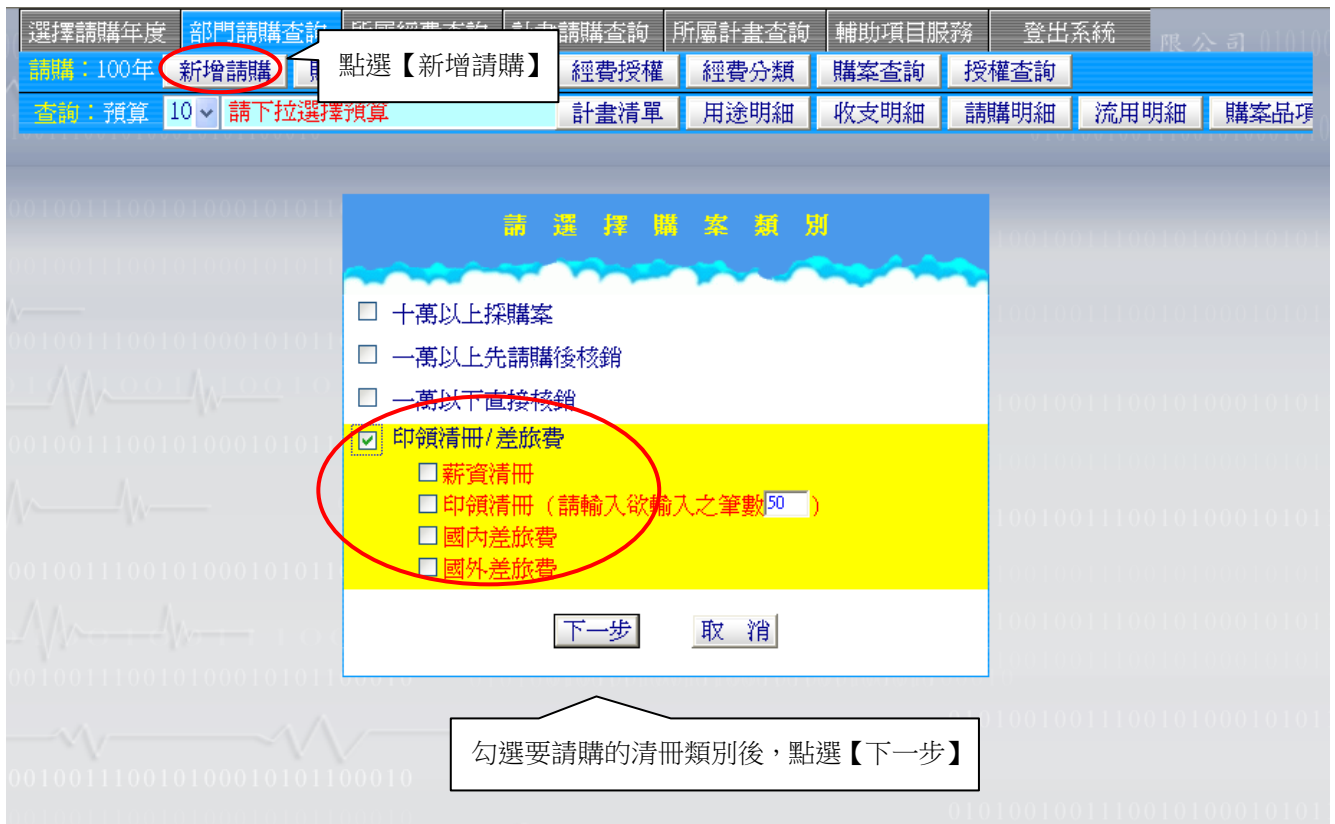 選擇請購年度 部門請購查詢 所屬經費查詢 計畫請購查詢 所屬計畫查詢 輔助項目服務 登出系統 限公司
請購：100年 新增請購 經費授權 經費分類 購案查詢 授權查詢
點選【新增請購】
查詢：預算 10 請下拉選擇預算 計畫清單 用途明細 收支明細 請購明細 流用明細 購案品項
請選擇購案類別
十萬以上採購案
一萬以上先請購後核銷
一萬以下直接核銷
印領清冊/差旅費
薪資清冊
印領清冊（請輸入欲輸入之筆數50）
國內差旅費
國外差旅費
下一步 取 消
勾選要請購的清冊類別後，點選【下一步】